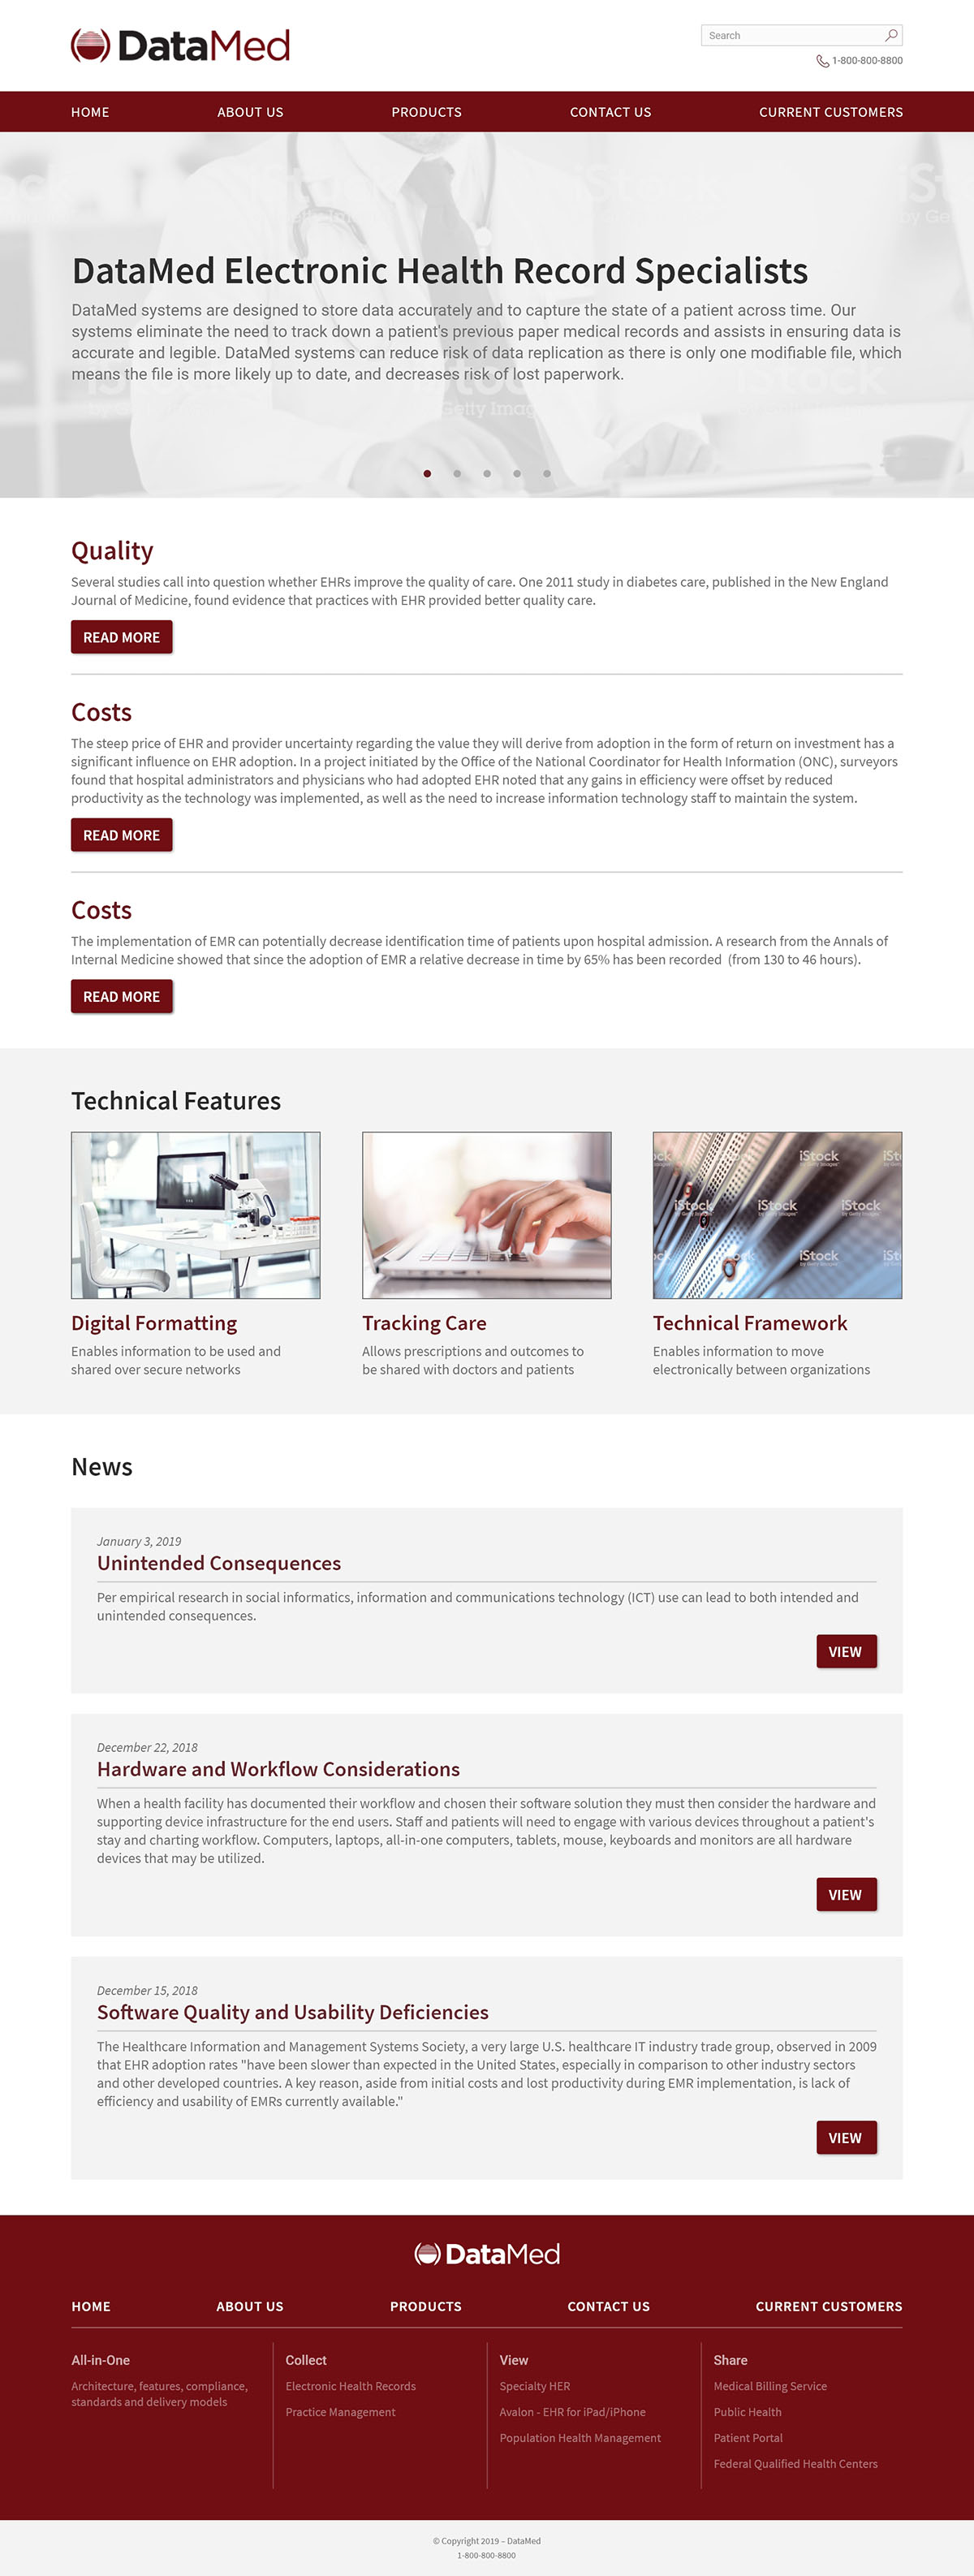 DataMed
Search
1-800-800-8800
HOME ABOUT US PRODUCTS CONTACT US CURRENT CUSTOMERS
iStock
DataMed Electronic Health Record Specialists
DataMed systems are designed to store data accurately and to capture the state of a patient across time. Our
systems eliminate the need to track down a patient's previous paper medical records and assists in ensuring data is
accurate and legible. DataMed systems can reduce risk of data replication as there is only one modifiable file, which
means the file is more likely up to date, and decreases risk of lost paperwork.
iStock
Quality
Several studies call into question whether EHRs improve the quality of care. One 2011 study in diabetes care, published in the New England
Journal of Medicine, found evidence that practices with EHR provided better quality care.
READ MORE
Costs
The steep price of EHR and provider uncertainty regarding the value they will derive from adoption in the form of return on investment has a
significant influence on EHR adoption. In a project initiated by the Office of the National Coordinator for Health Information (ONC), surveyors
found that hospital administrators and physicians who had adopted EHR noted that any gains in efficiency were offset by reduced
productivity as the technology was implemented, as well as the need to increase information technology staff to maintain the system.
READ MORE
Costs
The implementation of EMR can potentially decrease identification time of patients upon hospital admission. A research from the Annals of
Internal Medicine showed that since the adoption of EMR a relative decrease in time by 65% has been recorded (from 130 to 46 hours).
READ MORE
Technical Features
iStock
iStock iStock iStock
iStock
Digital Formatting
Enables information to be used and
shared over secure networks
Tracking Care
Allows prescriptions and outcomes to
be shared with doctors and patients
Technical Framework
Enables information to move
electronically between organizations
News
January 3, 2019
Unintended Consequences
Per empirical research in social informatics, information and communications technology (ICT) use can lead to both intended and
unintended consequences.
VIEW
December 22, 2018
Hardware and Workflow Considerations
When a health facility has documented their workflow and chosen their software solution they must then consider the hardware and
supporting device infrastructure for the end users. Staff and patients will need to engage with various devices throughout a patient's
stay and charting workflow. Computers, laptops, all-in-one computers, tablets, mouse, keyboards and monitors are all hardware
devices that may be utilized.
VIEW
December 15, 2018
Software Quality and Usability Deficiencies
The Healthcare Information and Management Systems Society, a very large U.S. healthcare IT industry trade group, observed in 2009
that EHR adoption rates "have been slower than expected in the United States, especially in comparison to other industry sectors
and other developed countries. A key reason, aside from initial costs and lost productivity during EMR implementation, is lack of
efficiency and usability of EMRs currently available."
VIEW
DataMed
HOME ABOUT US PRODUCTS CONTACT US CURRENT CUSTOMERS
All-in-One
Architecture, features, compliance,
standards and delivery models
Collect
Electronic Health Records
Practice Management
View
Specialty HER
Avalon - EHR for iPad/iPhone
Population Health Management
Share
Medical Billing Service
Public Health
Patient Portal
Federal Qualified Health Centers
© Copyright 2019 – DataMed
1-800-800-8800